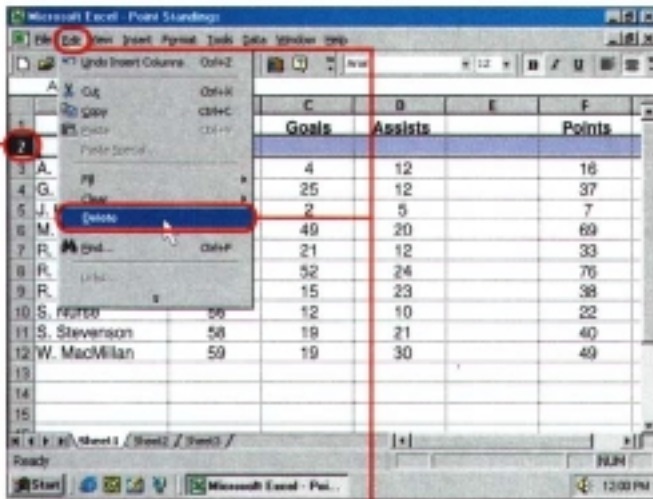 Microsoft Excel - Point Standings
File Edit View Insert Format Tools Data Window Help
Undo Insert Columns Ctrl+Z
Arial 12 B I U
A
Cut Ctrl+X
Copy Ctrl+C
Paste Ctrl+V
Paste Special...
Fill
Clear
Delete
Find... Ctrl+F
Links...
C D E F
1 Goals Assists Points
2
3 A. 4 12 16
4 G. 25 12 37
5 J. 2 5 7
6 M. 49 20 69
7 R. 21 12 33
8 R. 52 24 76
9 R. 15 23 38
10 S. Nurse 56 12 10 22
11 S. Stevenson 58 19 21 40
12 W. MacMillan 59 19 30 49
13
14
15
Sheet1 / Sheet2 / Sheet3 /
Ready NUM
Start Microsoft Excel - Poi... 12:00 PM